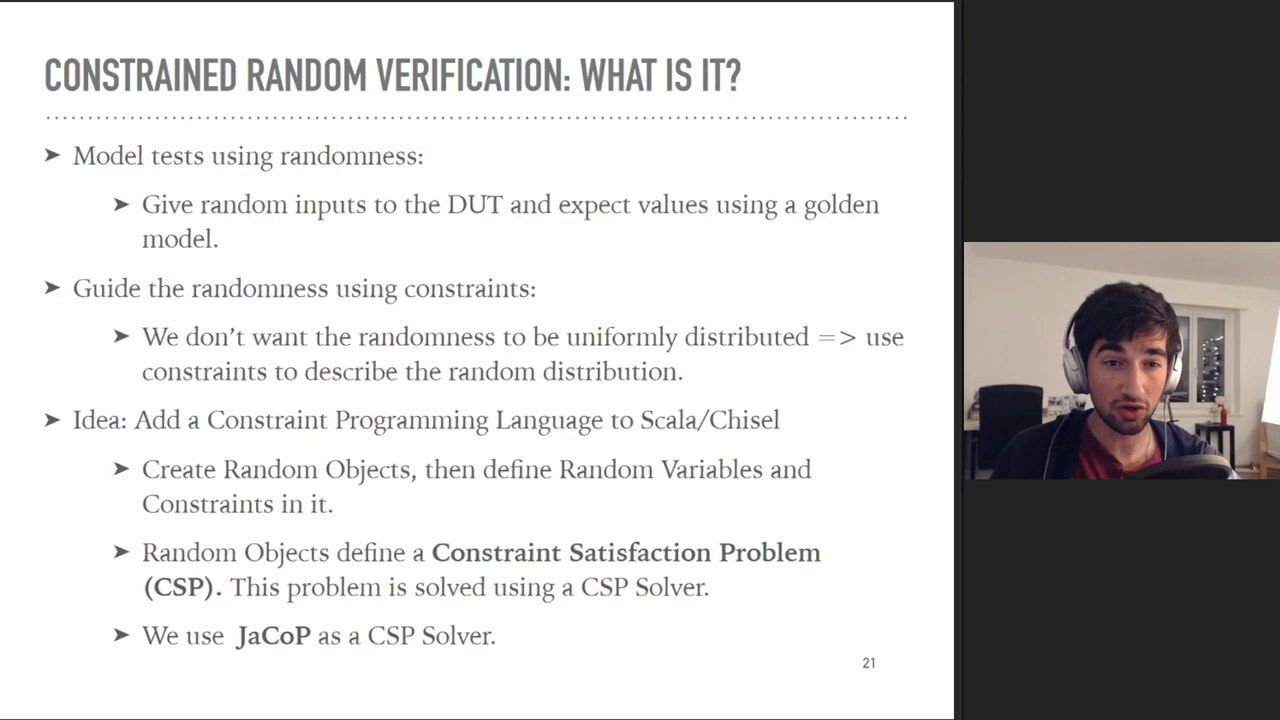 CONSTRAINED RANDOM VERIFICATION: WHAT IS IT?
➤ Model tests using randomness:
➤ Give random inputs to the DUT and expect values using a golden
model.
➤ Guide the randomness using constraints:
➤ We don’t want the randomness to be uniformly distributed => use
constraints to describe the random distribution.
➤ Idea: Add a Constraint Programming Language to Scala/Chisel
➤ Create Random Objects, then define Random Variables and
Constraints in it.
➤ Random Objects define a Constraint Satisfaction Problem
(CSP). This problem is solved using a CSP Solver.
➤ We use JaCoP as a CSP Solver.
21